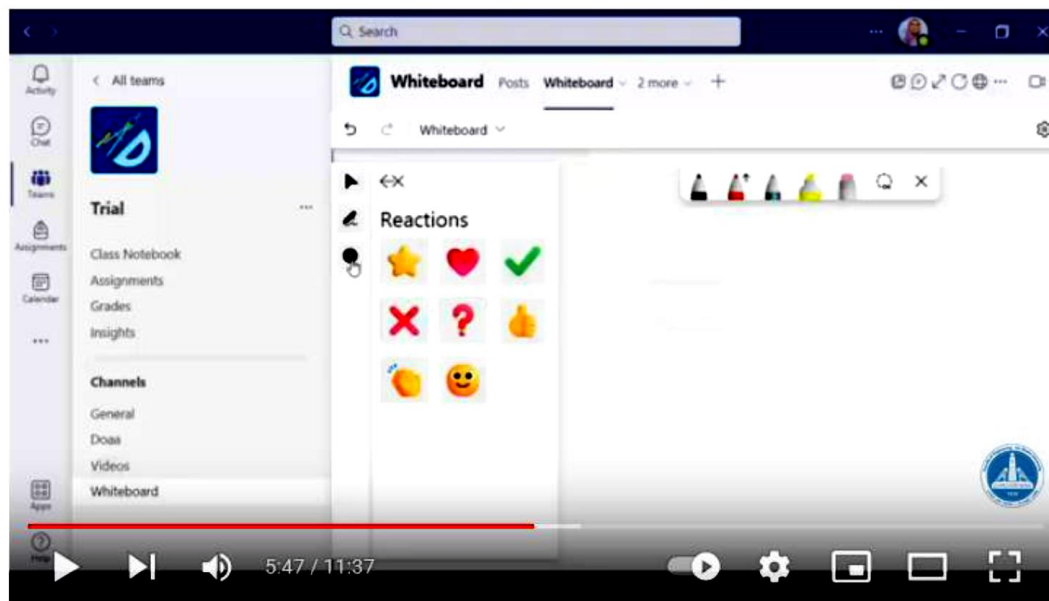 Search
Activity
Chat
Teams
Assignments
Calendar
Apps
Help
All teams
Trial
Class Notebook
Assignments
Grades
Insights
Channels
General
Doaa
Videos
Whiteboard
Whiteboard Posts Whiteboard 2 more
Whiteboard
Reactions
5:47 / 11:37